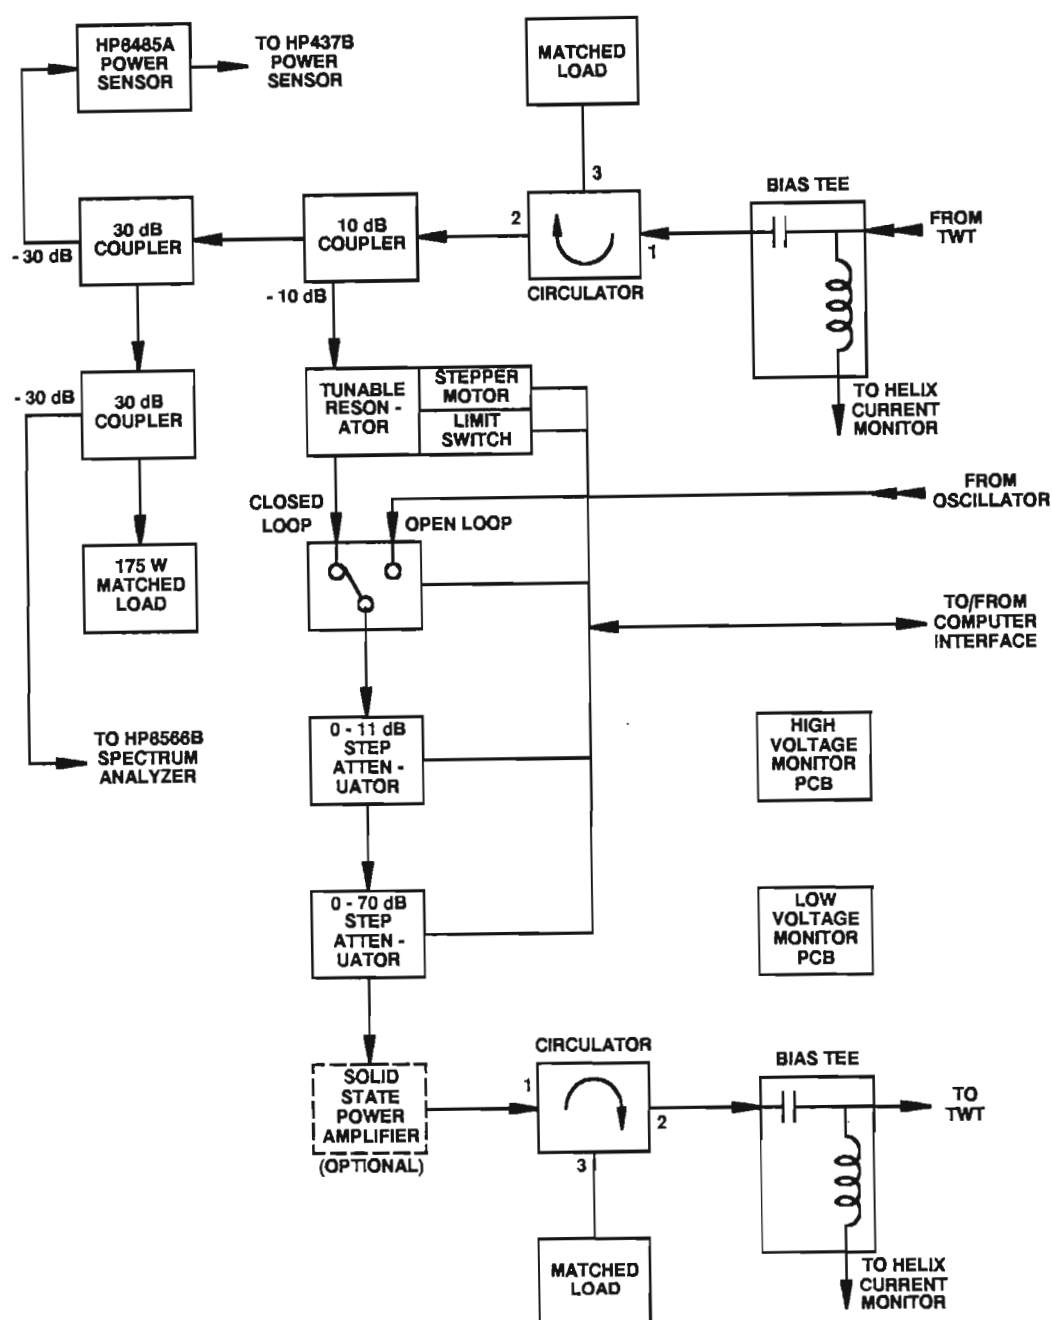 HP8485A
POWER
SENSOR
TO HP437B
POWER
SENSOR
MATCHED
LOAD
3
BIAS TEE
30 dB
COUPLER
10 dB
COUPLER
2
1
FROM
TWT
- 30 dB
- 10 dB
CIRCULATOR
- 30 dB
30 dB
COUPLER
TUNABLE
RESON -
ATOR
STEPPER
MOTOR
LIMIT
SWITCH
TO HELIX
CURRENT
MONITOR
CLOSED
LOOP
OPEN LOOP
FROM
OSCILLATOR
175 W
MATCHED
LOAD
TO/FROM
COMPUTER
INTERFACE
TO HP8566B
SPECTRUM
ANALYZER
0 - 11 dB
STEP
ATTEN -
UATOR
HIGH
VOLTAGE
MONITOR
PCB
0 - 70 dB
STEP
ATTEN -
UATOR
LOW
VOLTAGE
MONITOR
PCB
SOLID
STATE
POWER
AMPLIFIER
(OPTIONAL)
CIRCULATOR
1
2
3
BIAS TEE
TO
TWT
MATCHED
LOAD
TO HELIX
CURRENT
MONITOR